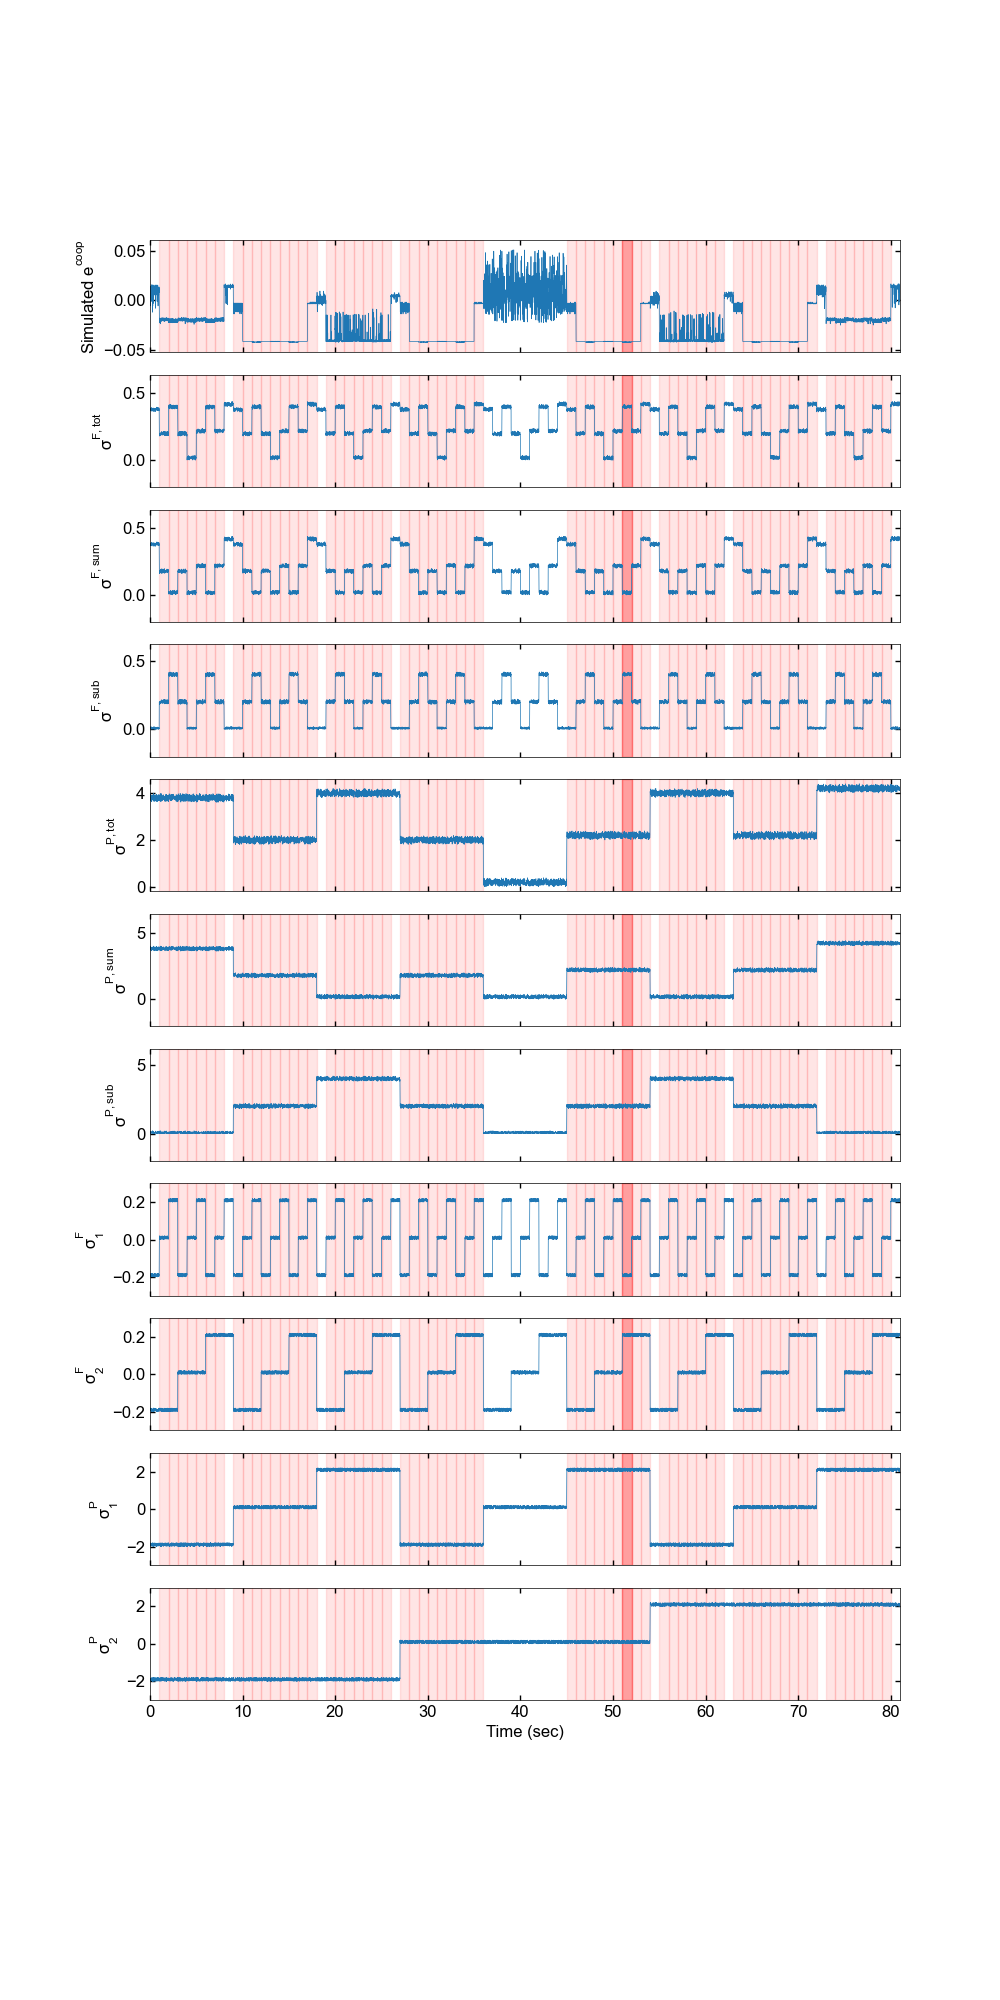 Simulated e^coop
0.05
0.00
−0.05
σ^F, tot
0.5
0.0
σ^F, sum
0.5
0.0
σ^F, sub
0.5
0.0
σ^P, tot
4
2
0
σ^P, sum
5
0
σ^P, sub
5
0
σ^F_1
0.2
0.0
−0.2
σ^F_2
0.2
0.0
−0.2
σ^P_1
2
0
−2
σ^P_2
2
0
−2
0 10 20 30 40 50 60 70 80
Time (sec)